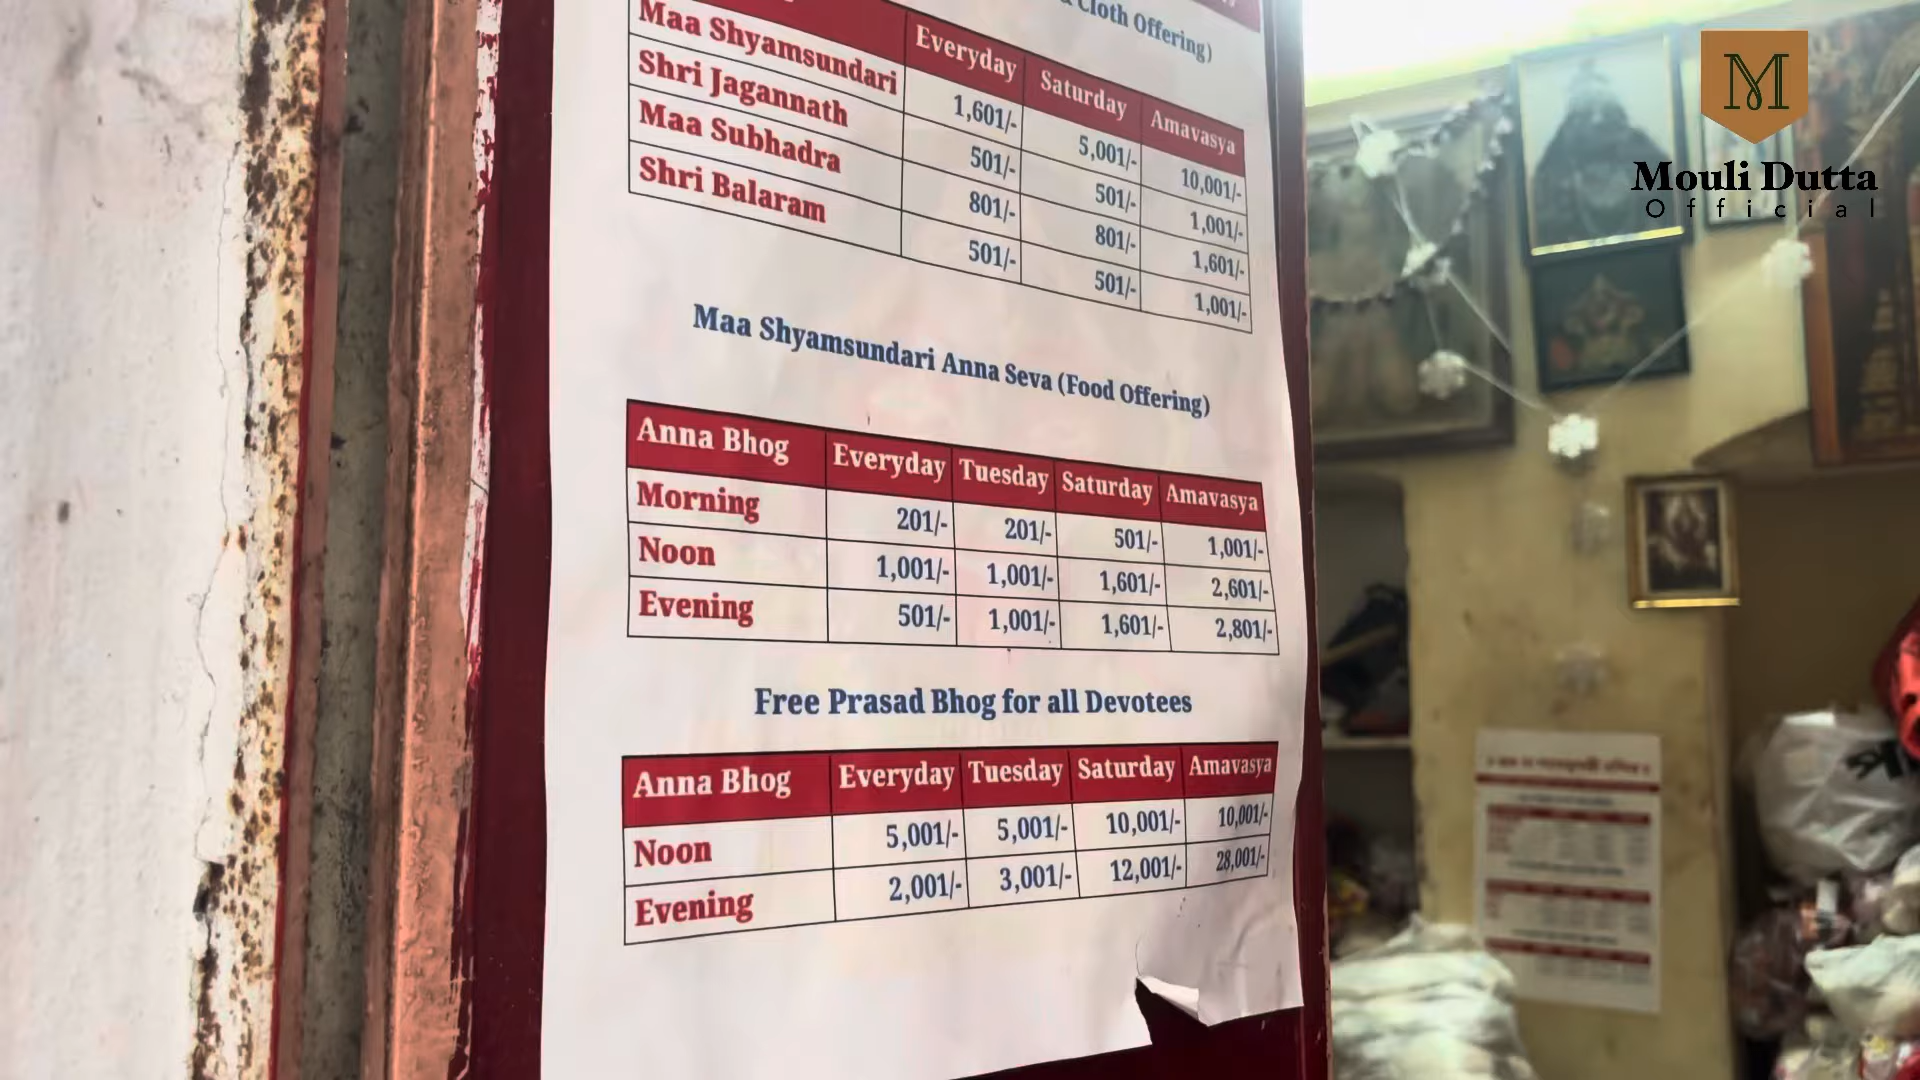 Cloth Offering)
Everyday Saturday Amavasya
Maa Shyamsundari 1,601/- 5,001/- 10,001/-
Shri Jagannath 501/- 501/- 1,001/-
Maa Subhadra 801/- 801/- 1,601/-
Shri Balaram 501/- 501/- 1,001/-
Maa Shyamsundari Anna Seva (Food Offering)
Anna Bhog Everyday Tuesday Saturday Amavasya
Morning 201/- 201/- 501/- 1,001/-
Noon 1,001/- 1,001/- 1,601/- 2,601/-
Evening 501/- 1,001/- 1,601/- 2,801/-
Free Prasad Bhog for all Devotees
Anna Bhog Everyday Tuesday Saturday Amavasya
Noon 5,001/- 5,001/- 10,001/- 10,001/-
Evening 2,001/- 3,001/- 12,001/- 28,001/-
M
Mouli Dutta
Official